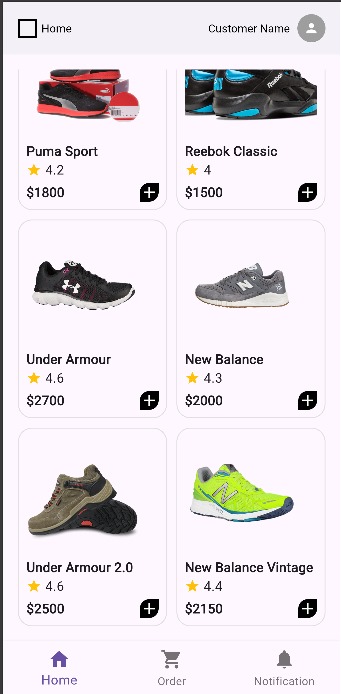 Home
Customer Name
Reebok
Puma Sport
Reebok Classic
4.2
4
$1800
$1500
N
Under Armour
New Balance
4.6
4.3
$2700
$2000
N
Under Armour 2.0
New Balance Vintage
4.6
4.4
$2500
$2150
Home
Order
Notification